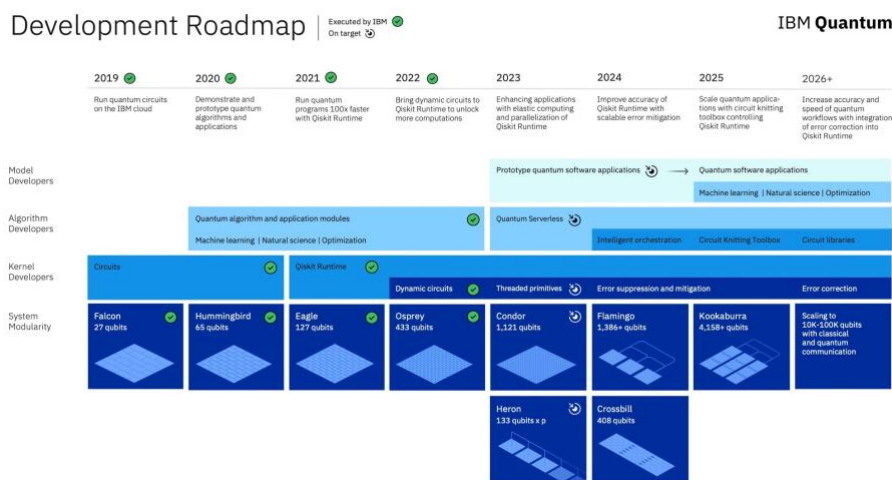 Development Roadmap
Executed by IBM
On target
IBM Quantum
2019
Run quantum circuits
on the IBM cloud
2020
Demonstrate and
prototype quantum
algorithms and
applications
2021
Run quantum
programs 100x faster
with Qiskit Runtime
2022
Bring dynamic circuits to
Qiskit Runtime to unlock
more computations
2023
Enhancing applications
with elastic computing
and parallelization of
Qiskit Runtime
2024
Improve accuracy of
Qiskit Runtime with
scalable error mitigation
2025
Scale quantum applica-
tions with circuit knitting
toolbox controlling
Qiskit Runtime
2026+
Increase accuracy and
speed of quantum
workflows with integration
of error correction into
Qiskit Runtime
Model
Developers
Prototype quantum software applications
Quantum software applications
Machine learning | Natural science | Optimization
Algorithm
Developers
Quantum algorithm and application modules
Machine learning | Natural science | Optimization
Quantum Serverless
Intelligent orchestration
Circuit Knitting Toolbox
Circuit libraries
Kernel
Developers
Circuits
Qiskit Runtime
Dynamic circuits
Threaded primitives
Error suppression and mitigation
Error correction
System
Modularity
Falcon
27 qubits
Hummingbird
65 qubits
Eagle
127 qubits
Osprey
433 qubits
Condor
1,121 qubits
Flamingo
1,386+ qubits
Kookaburra
4,158+ qubits
Scaling to
10K-100K qubits
with classical
and quantum
communication
Heron
133 qubits x p
Crossbill
408 qubits